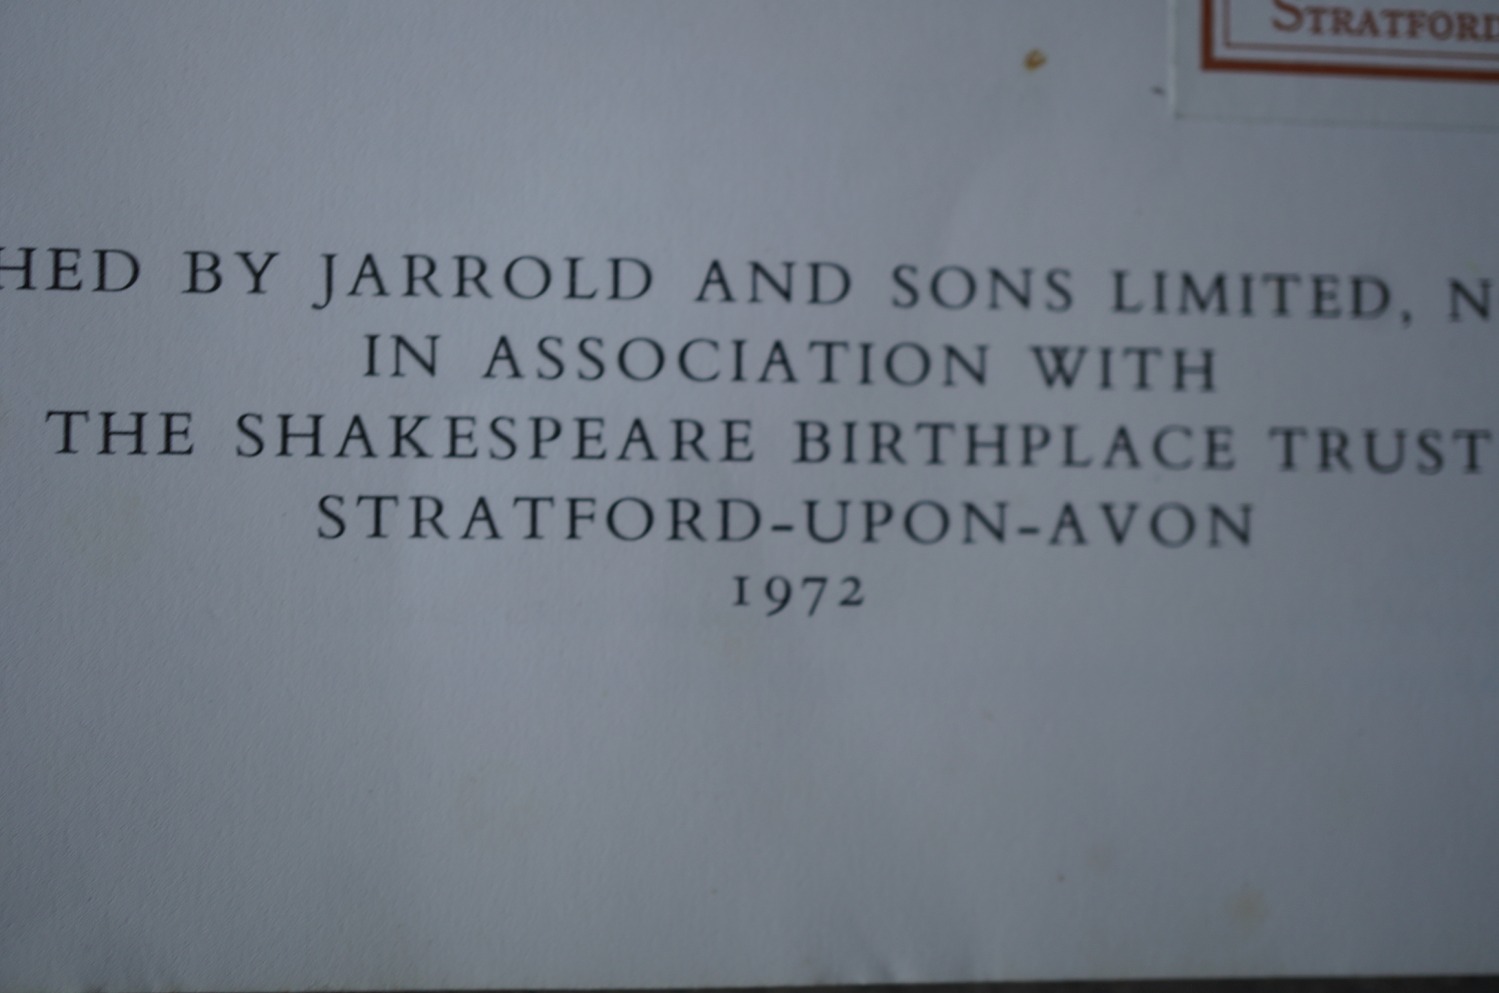 STRATFORD
HED BY JARROLD AND SONS LIMITED, N
IN ASSOCIATION WITH
THE SHAKESPEARE BIRTHPLACE TRUST
STRATFORD-UPON-AVON
1972